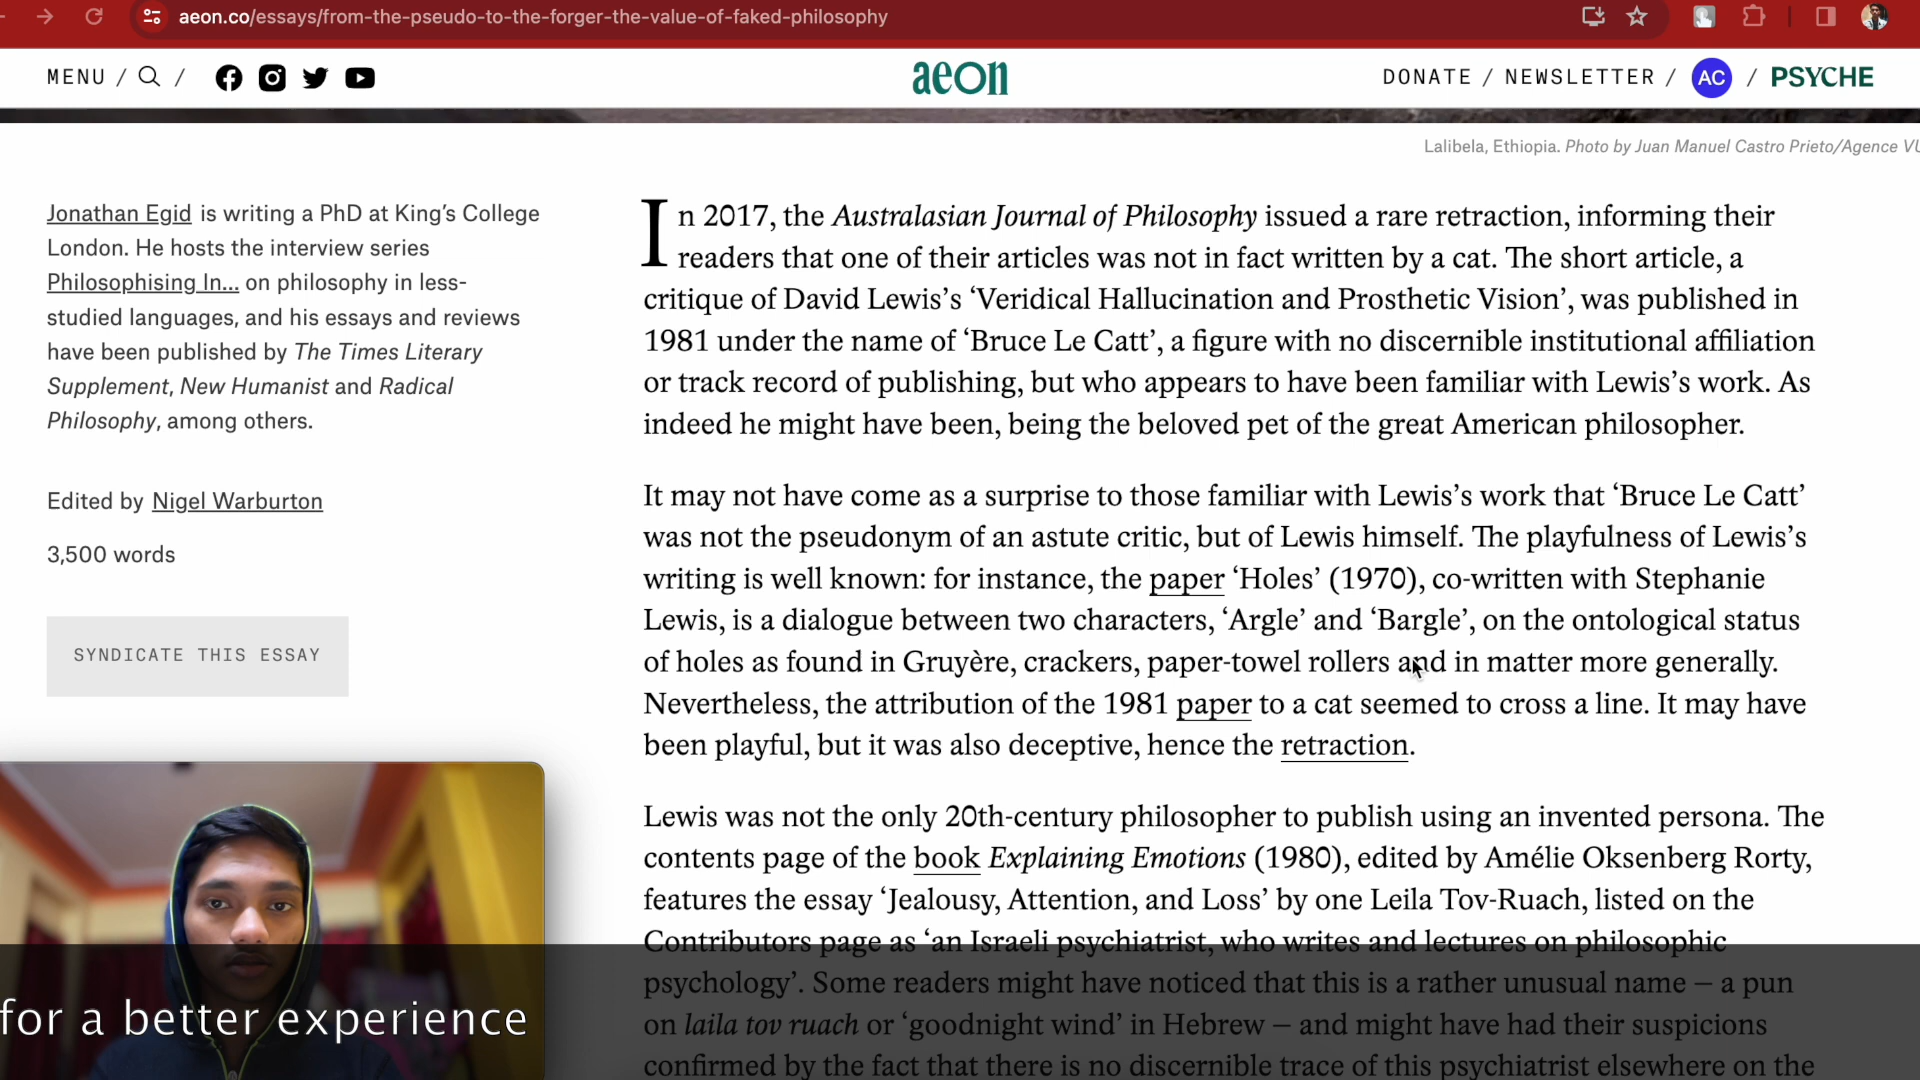 aeon.co/essays/from-the-pseudo-to-the-forger-the-value-of-faked-philosophy
MENU / /
aeon
DONATE / NEWSLETTER / AC / PSYCHE
Lalibela, Ethiopia. Photo by Juan Manuel Castro Prieto/Agence VU
Jonathan Egid is writing a PhD at King’s College
London. He hosts the interview series
Philosophising In... on philosophy in less-
studied languages, and his essays and reviews
have been published by The Times Literary
Supplement, New Humanist and Radical
Philosophy, among others.
Edited by Nigel Warburton
3,500 words
SYNDICATE THIS ESSAY
In 2017, the Australasian Journal of Philosophy issued a rare retraction, informing their
readers that one of their articles was not in fact written by a cat. The short article, a
critique of David Lewis’s ‘Veridical Hallucination and Prosthetic Vision’, was published in
1981 under the name of ‘Bruce Le Catt’, a figure with no discernible institutional affiliation
or track record of publishing, but who appears to have been familiar with Lewis’s work. As
indeed he might have been, being the beloved pet of the great American philosopher.
It may not have come as a surprise to those familiar with Lewis’s work that ‘Bruce Le Catt’
was not the pseudonym of an astute critic, but of Lewis himself. The playfulness of Lewis’s
writing is well known: for instance, the paper ‘Holes’ (1970), co-written with Stephanie
Lewis, is a dialogue between two characters, ‘Argle’ and ‘Bargle’, on the ontological status
of holes as found in Gruyère, crackers, paper-towel rollers and in matter more generally.
Nevertheless, the attribution of the 1981 paper to a cat seemed to cross a line. It may have
been playful, but it was also deceptive, hence the retraction.
Lewis was not the only 20th-century philosopher to publish using an invented persona. The
contents page of the book Explaining Emotions (1980), edited by Amélie Oksenberg Rorty,
features the essay ‘Jealousy, Attention, and Loss’ by one Leila Tov-Ruach, listed on the
Contributors page as ‘an Israeli psychiatrist, who writes and lectures on philosophic
psychology’. Some readers might have noticed that this is a rather unusual name – a pun
on laila tov ruach or ‘goodnight wind’ in Hebrew – and might have had their suspicions
confirmed by the fact that there is no discernible trace of this psychiatrist elsewhere on the
for a better experience